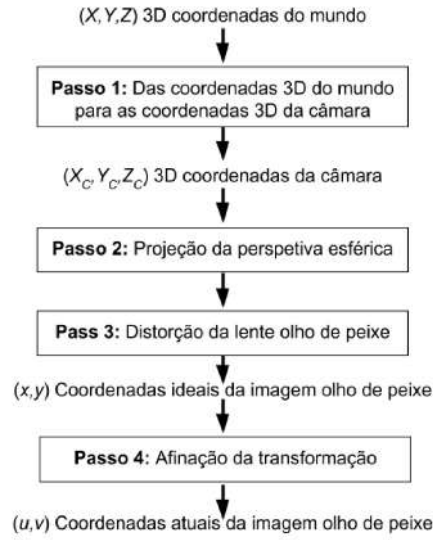 (X,Y,Z) 3D coordenadas do mundo
Passo 1: Das coordenadas 3D do mundo
para as coordenadas 3D da câmara
(X_C,Y_C,Z_C) 3D coordenadas da câmara
Passo 2: Projeção da perspetiva esférica
Pass 3: Distorção da lente olho de peixe
(x,y) Coordenadas ideais da imagem olho de peixe
Passo 4: Afinação da transformação
(u,v) Coordenadas atuais da imagem olho de peixe